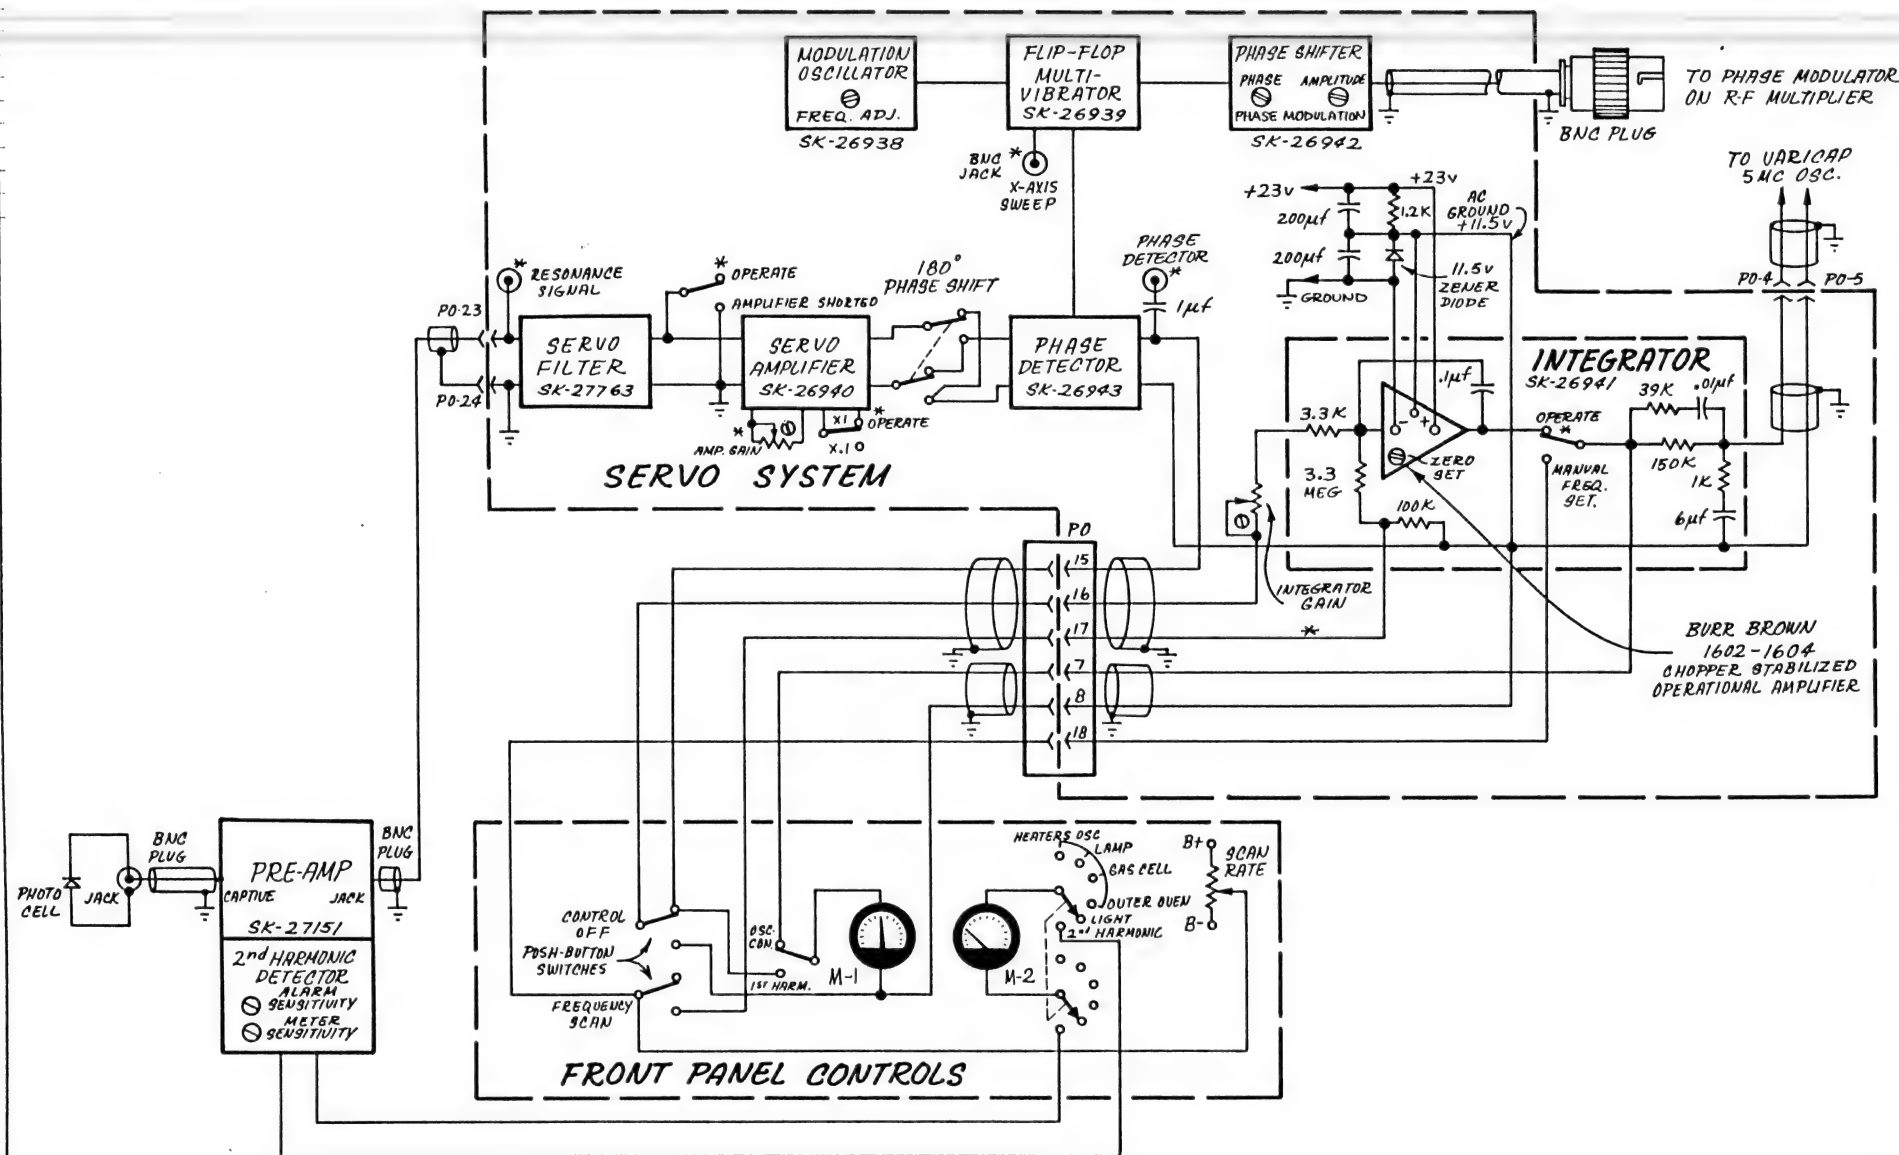 MODULATION
OSCILLATOR
FREQ. ADJ.
SK-26938
FLIP-FLOP
MULTI-
VIBRATOR
SK-26939
BNC
JACK
*
X-AXIS
SWEEP
PHASE SHIFTER
PHASE AMPLITUDE
PHASE MODULATION
SK-26942
BNC PLUG
TO PHASE MODULATOR
ON R-F MULTIPLIER
TO VARICAP
5MC OSC.
+23V
+23V
200µf
1.2K
AC
GROUND
+11.5V
200µf
GROUND
11.5V
ZENER
DIODE
PO-4
PO-5
*
RESONANCE
SIGNAL
PO-23
PO-24
*
OPERATE
AMPLIFIER SHORTED
180°
PHASE SHIFT
PHASE
DETECTOR
*
1µf
SERVO
FILTER
SK-27763
SERVO
AMPLIFIER
SK-26940
PHASE
DETECTOR
SK-26943
*
AMP. GAIN
X1
X.1
*
OPERATE
SERVO SYSTEM
INTEGRATOR
SK-26941
.1µf
3.3K
3.3
MEG
100K
- +
ZERO
SET
OPERATE
*
MANUAL
FREQ.
SET.
39K
.01µf
150K
1K
6µf
INTEGRATOR
GAIN
*
BURR BROWN
1602-1604
CHOPPER STABILIZED
OPERATIONAL AMPLIFIER
PO
15
16
17
7
8
18
PHOTO
CELL
JACK
BNC
PLUG
CAPTIVE
PRE-AMP
JACK
SK-27151
BNC
PLUG
2nd HARMONIC
DETECTOR
ALARM
SENSITIVITY
METER
SENSITIVITY
CONTROL
OFF
PUSH-BUTTON
SWITCHES
FREQUENCY
SCAN
OSC.
CON.
1ST HARM.
M-1
M-2
HEATERS OSC
LAMP
GAS CELL
OUTER OVEN
LIGHT
2nd HARMONIC
B+
SCAN
RATE
B-
FRONT PANEL CONTROLS